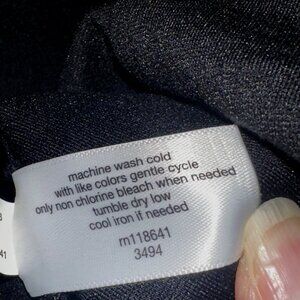 machine wash cold
with like colors gentle cycle
only non chlorine bleach when needed
tumble dry low
cool iron if needed
rn118641
3494